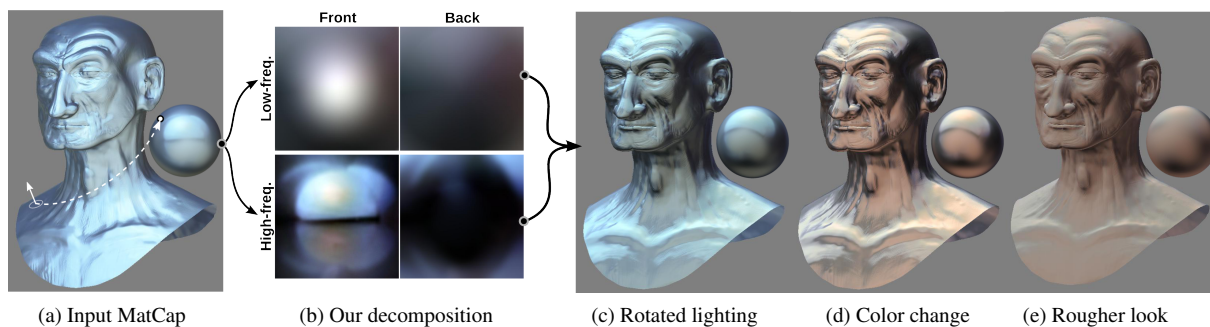 Front Back
Low-freq.
High-freq.
(a) Input MatCap (b) Our decomposition (c) Rotated lighting (d) Color change (e) Rougher look